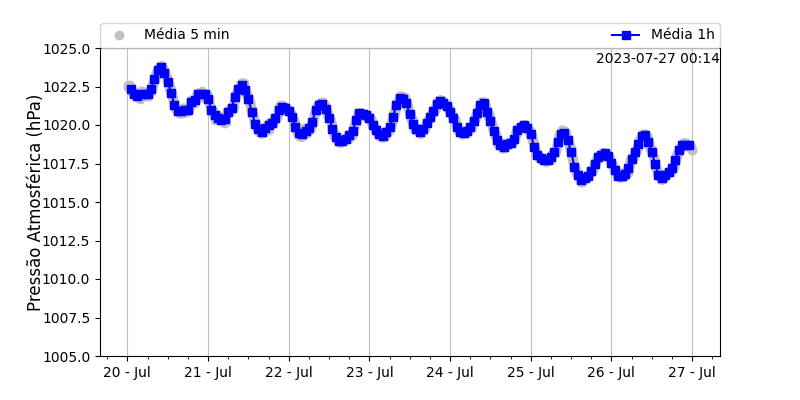 Média 5 min
Média 1h
2023-07-27 00:14
Pressão Atmosférica (hPa)
1025.0
1022.5
1020.0
1017.5
1015.0
1012.5
1010.0
1007.5
1005.0
20 - Jul
21 - Jul
22 - Jul
23 - Jul
24 - Jul
25 - Jul
26 - Jul
27 - Jul